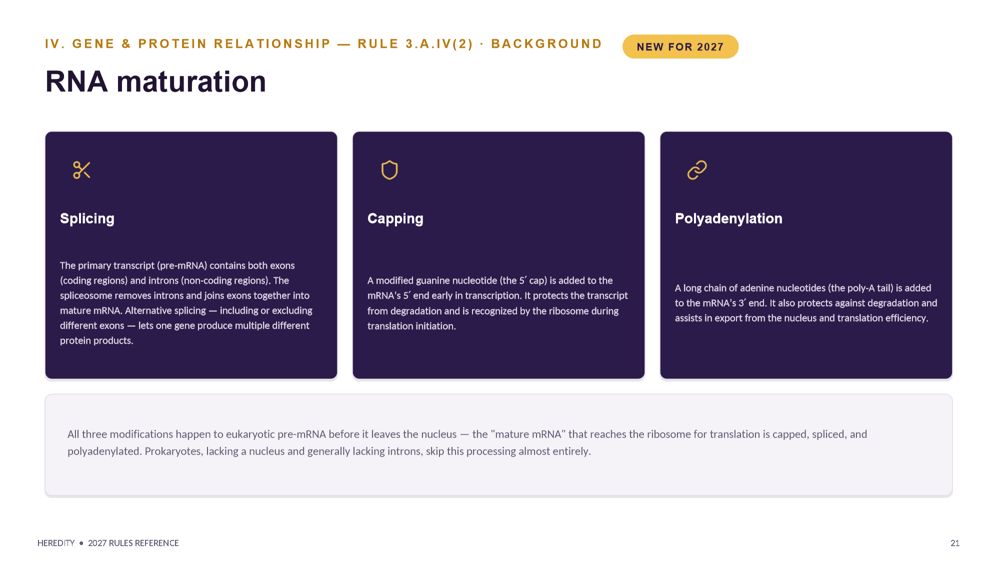 IV. GENE & PROTEIN RELATIONSHIP — RULE 3.A.IV(2) · BACKGROUND
NEW FOR 2027
RNA maturation
Splicing
The primary transcript (pre-mRNA) contains both exons
(coding regions) and introns (non-coding regions). The
spliceosome removes introns and joins exons together into
mature mRNA. Alternative splicing — including or excluding
different exons — lets one gene produce multiple different
protein products.
Capping
A modified guanine nucleotide (the 5′ cap) is added to the
mRNA's 5′ end early in transcription. It protects the transcript
from degradation and is recognized by the ribosome during
translation initiation.
Polyadenylation
A long chain of adenine nucleotides (the poly-A tail) is added
to the mRNA's 3′ end. It also protects against degradation and
assists in export from the nucleus and translation efficiency.
All three modifications happen to eukaryotic pre-mRNA before it leaves the nucleus — the "mature mRNA" that reaches the ribosome for translation is capped, spliced, and
polyadenylated. Prokaryotes, lacking a nucleus and generally lacking introns, skip this processing almost entirely.
HEREDITY • 2027 RULES REFERENCE
21